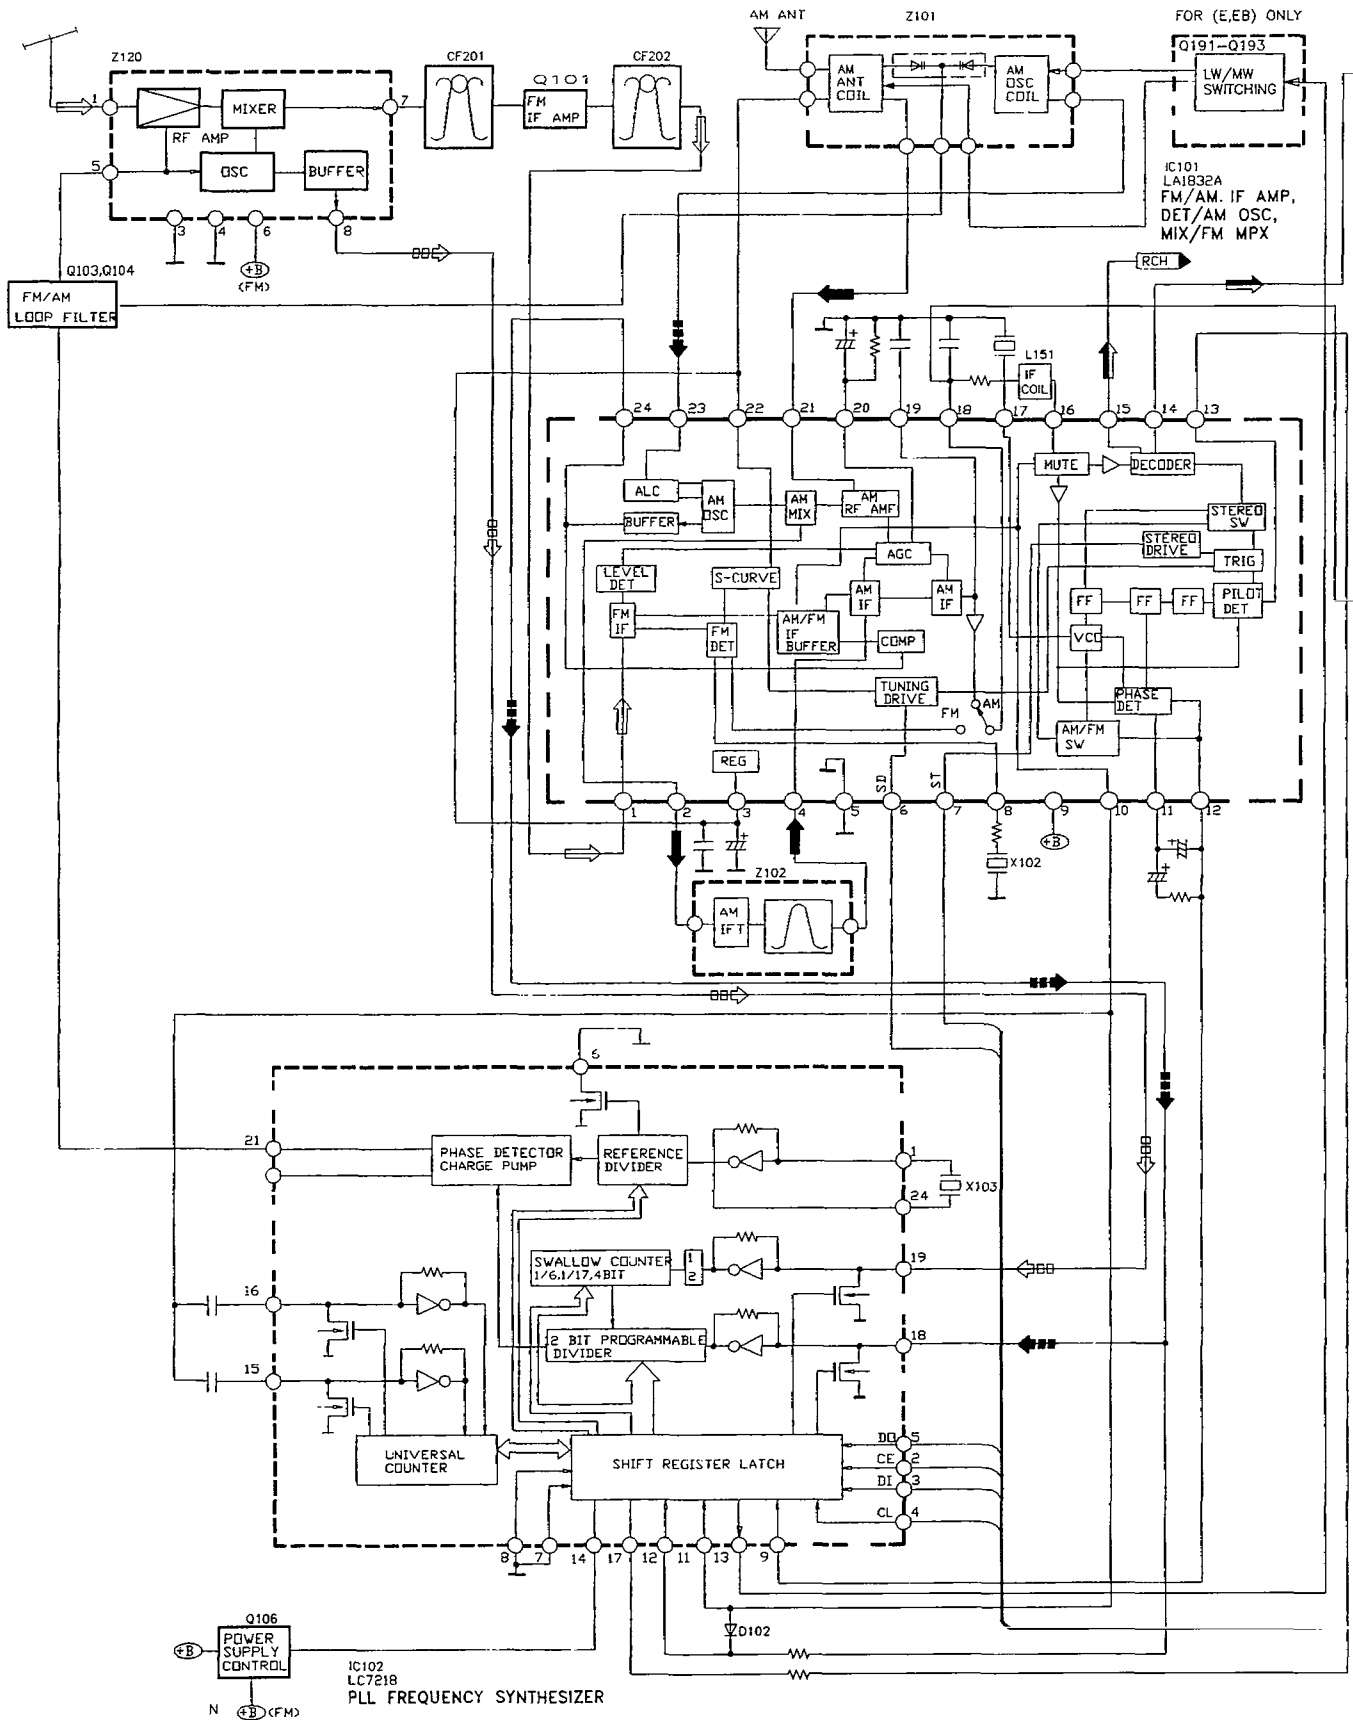 AM ANT
Z101
FOR (E,EB) ONLY
Z120
CF201
CF202
Q101
Q191-Q193
1
MIXER
7
FM
IF AMP
AM
ANT
COIL
AM
OSC
COIL
LW/MW
SWITCHING
RF AMP
5
OSC
BUFFER
IC101
LA1832A
FM/AM. IF AMP,
DET/AM OSC,
MIX/FM MPX
3
4
6
8
+B
(FM)
RCH
Q103,Q104
FM/AM
LOOP FILTER
+
L151
IF
COIL
24
23
22
21
20
19
18
17
16
15
14
13
MUTE
DECODER
ALC
AM
OSC
AM
MIX
AM
RF AMF
BUFFER
STEREO
SW
STEREO
DRIVE
AGC
TRIG
LEVEL
DET
S-CURVE
FM
IF
AM
IF
AM
IF
FF
FF
FF
PILOT
DET
FM
DET
AM/FM
IF
BUFFER
COMP
VCO
TUNING
DRIVE
PHASE
DET
FM
AM
AM/FM
SW
REG
SD
ST
1
2
3
4
5
6
7
8
9
10
11
12
+
+B
+
+
X102
Z102
AM
IFT
6
21
PHASE DETECTOR
CHARGE PUMP
REFERENCE
DIVIDER
1
X103
24
SWALLOW COUNTER
1/6.1/17,4BIT
1
2
19
16
2 BIT PROGRAMMABLE
DIVIDER
18
15
UNIVERSAL
COUNTER
SHIFT REGISTER LATCH
DO
5
CE
2
DI
3
CL
4
8
7
14
17
12
11
13
9
Q106
+B
POWER
SUPPLY
CONTROL
D102
IC102
LC7218
PLL FREQUENCY SYNTHESIZER
N
+B
(FM)